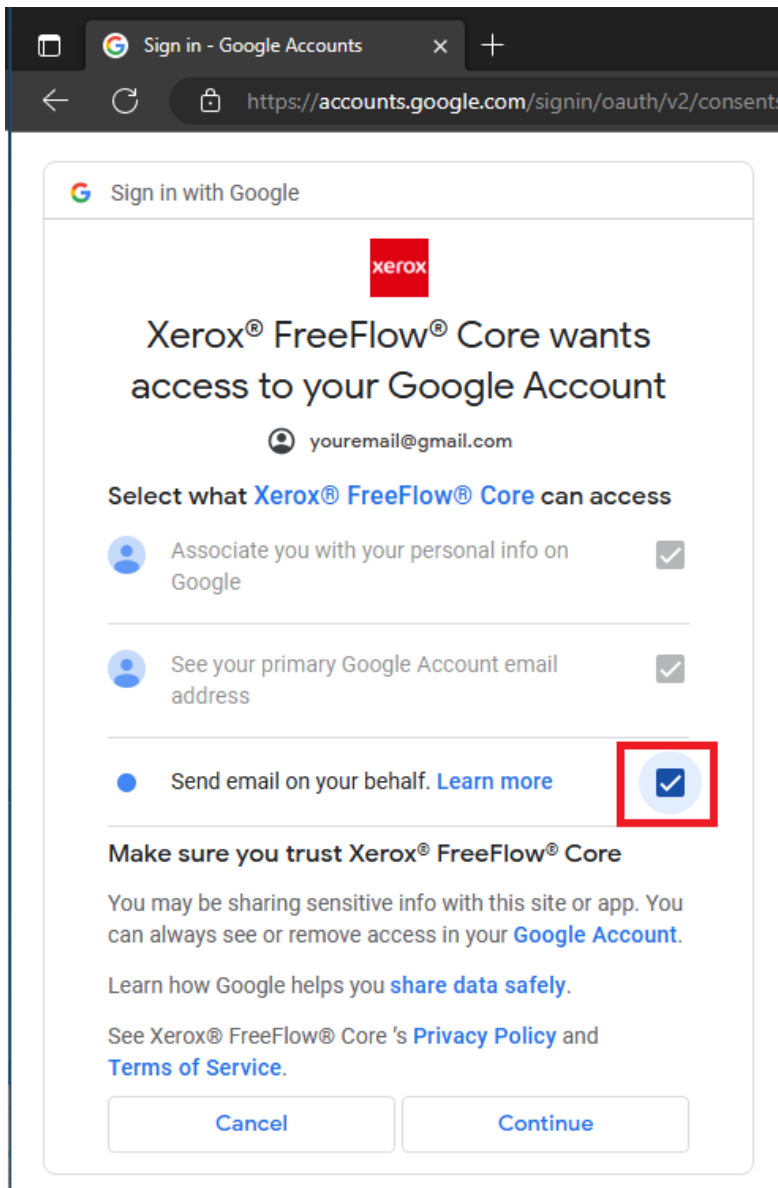 Sign in - Google Accounts
https://accounts.google.com/signin/oauth/v2/consents
Sign in with Google
xerox
Xerox® FreeFlow® Core wants
access to your Google Account
youremail@gmail.com
Select what Xerox® FreeFlow® Core can access
Associate you with your personal info on
Google
See your primary Google Account email
address
Send email on your behalf. Learn more
Make sure you trust Xerox® FreeFlow® Core
You may be sharing sensitive info with this site or app. You
can always see or remove access in your Google Account.
Learn how Google helps you share data safely.
See Xerox® FreeFlow® Core 's Privacy Policy and
Terms of Service.
Cancel
Continue